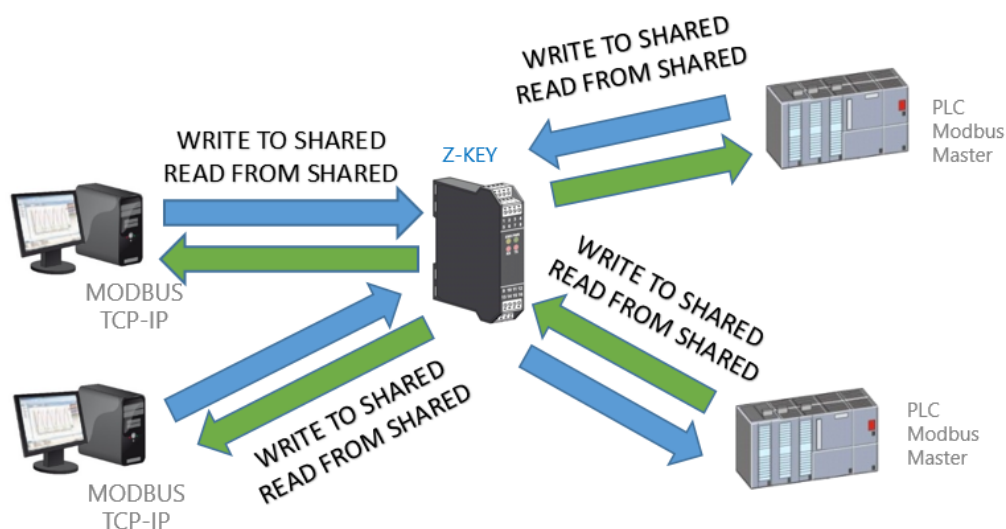 WRITE TO SHARED
READ FROM SHARED
PLC
Modbus
Master
WRITE TO SHARED
READ FROM SHARED
Z-KEY
MODBUS
TCP-IP
WRITE TO SHARED
READ FROM SHARED
WRITE TO SHARED
READ FROM SHARED
MODBUS
TCP-IP
PLC
Modbus
Master